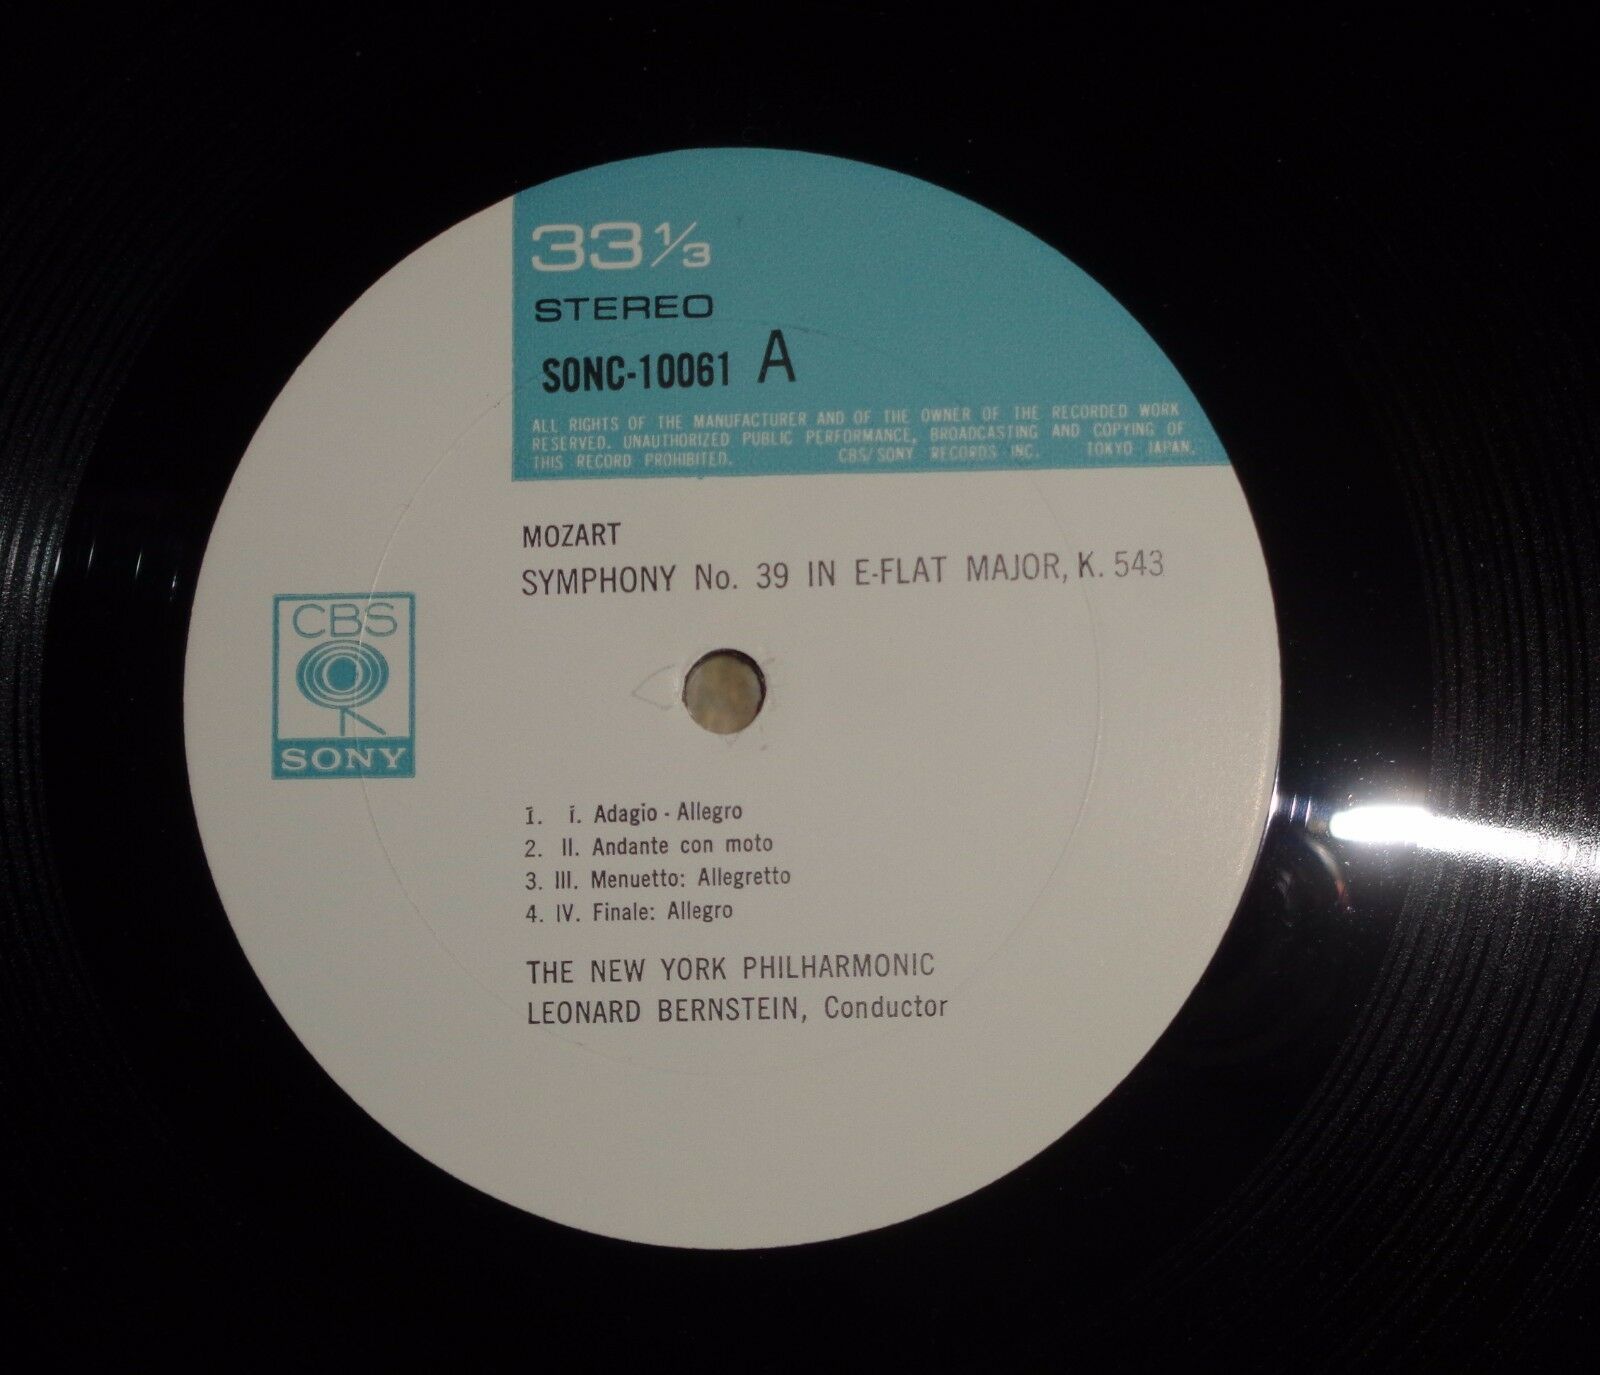 33 1/3
STEREO
SONC-10061 A
ALL RIGHTS OF THE MANUFACTURER AND OF THE OWNER OF THE RECORDED WORK
RESERVED. UNAUTHORIZED PUBLIC PERFORMANCE, BROADCASTING AND COPYING OF
THIS RECORD PROHIBITED. CBS/SONY RECORDS INC. TOKYO JAPAN.
MOZART
SYMPHONY No. 39 IN E-FLAT MAJOR, K. 543
CBS
SONY
1. I. Adagio - Allegro
2. II. Andante con moto
3. III. Menuetto: Allegretto
4. IV. Finale: Allegro
THE NEW YORK PHILHARMONIC
LEONARD BERNSTEIN, Conductor